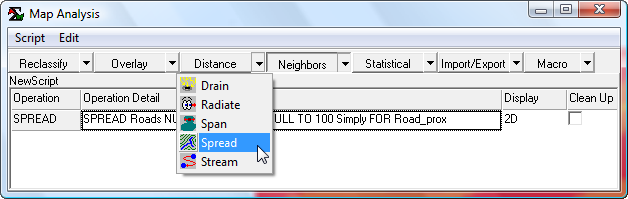 Map Analysis
Script Edit
Reclassify Overlay Distance Neighbors Statistical Import/Export Macro
NewScript
Operation Operation Detail Display Clean Up
SPREAD SPREAD Roads NU ULL TO 100 Simply FOR Road_prox 2D
Drain
Radiate
Span
Spread
Stream